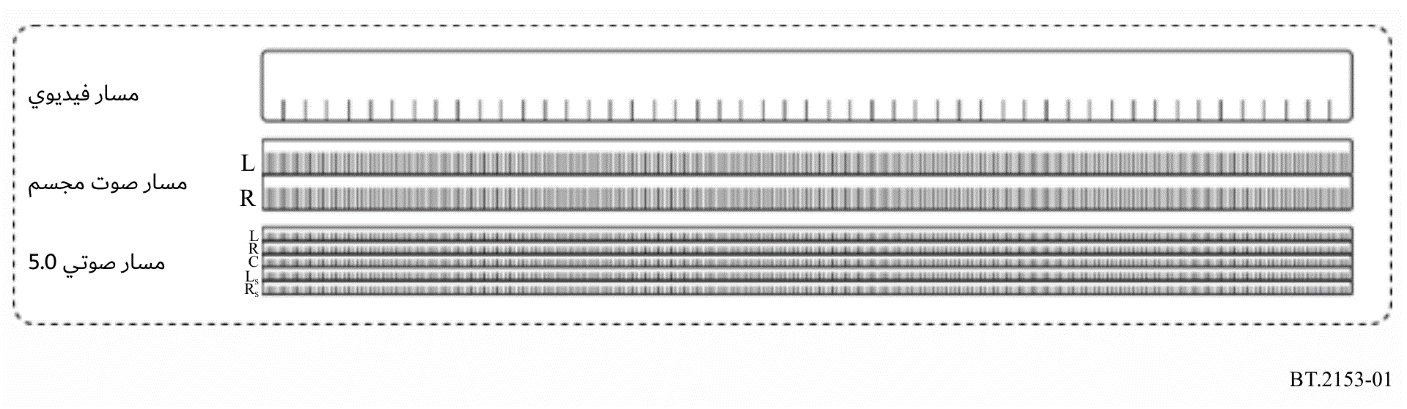 مسار فيديوي
L
مسار صوت مجسم
R
L
R
مسار صوتي 5.0
C
Ls
Rs
BT.2153-01